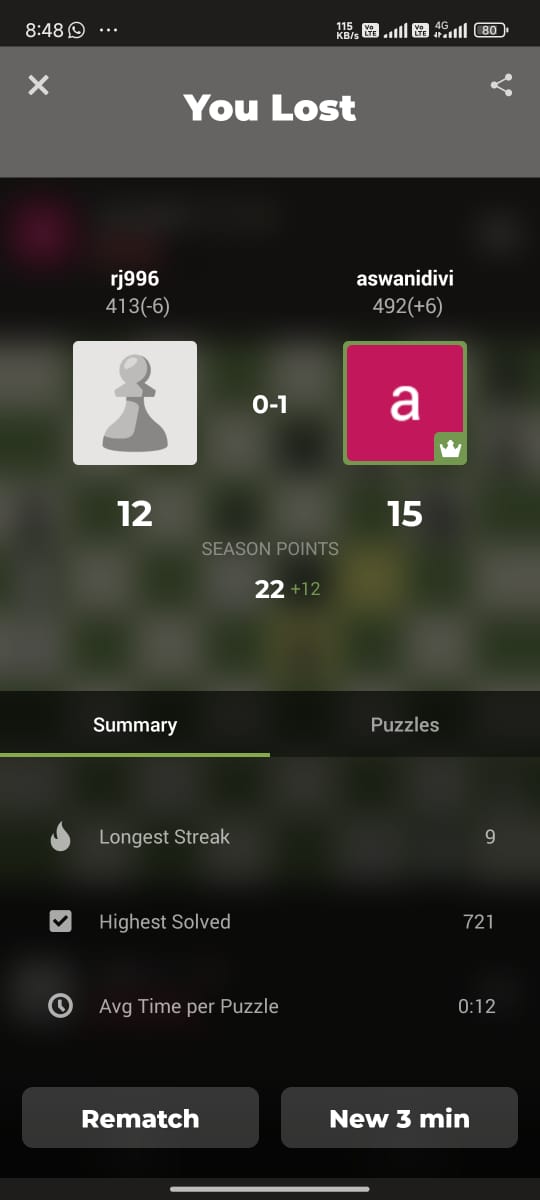 8:48 ... 115 KB/s Vo LTE Vo LTE 4G 80
You Lost
rj996 aswanidivi
413(-6) 492(+6)
a
0-1
12 15
SEASON POINTS
22 +12
Summary Puzzles
Longest Streak 9
Highest Solved 721
Avg Time per Puzzle 0:12
Rematch New 3 min